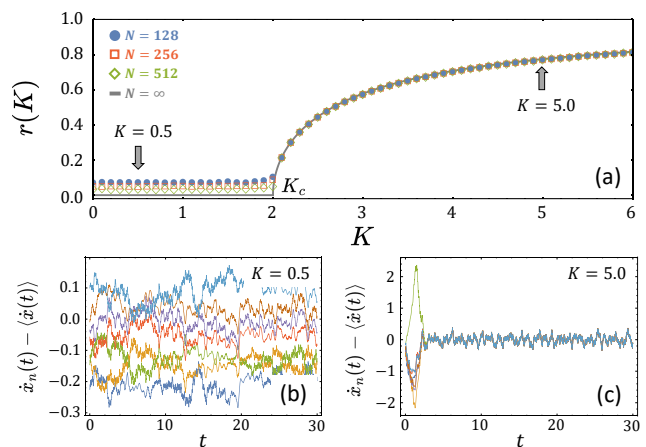 r(K)
1.0
0.8
0.6
0.4
0.2
0.0
N = 128
N = 256
N = 512
N = ∞
K = 0.5
K = 5.0
K_c
(a)
0 1 2 3 4 5 6
K
ẋ_n(t) − ⟨ẋ(t)⟩
0.1
0.0
−0.1
−0.2
−0.3
K = 0.5
(b)
0 10 20 30
t
ẋ_n(t) − ⟨ẋ(t)⟩
2
1
0
−1
−2
K = 5.0
(c)
0 10 20 30
t